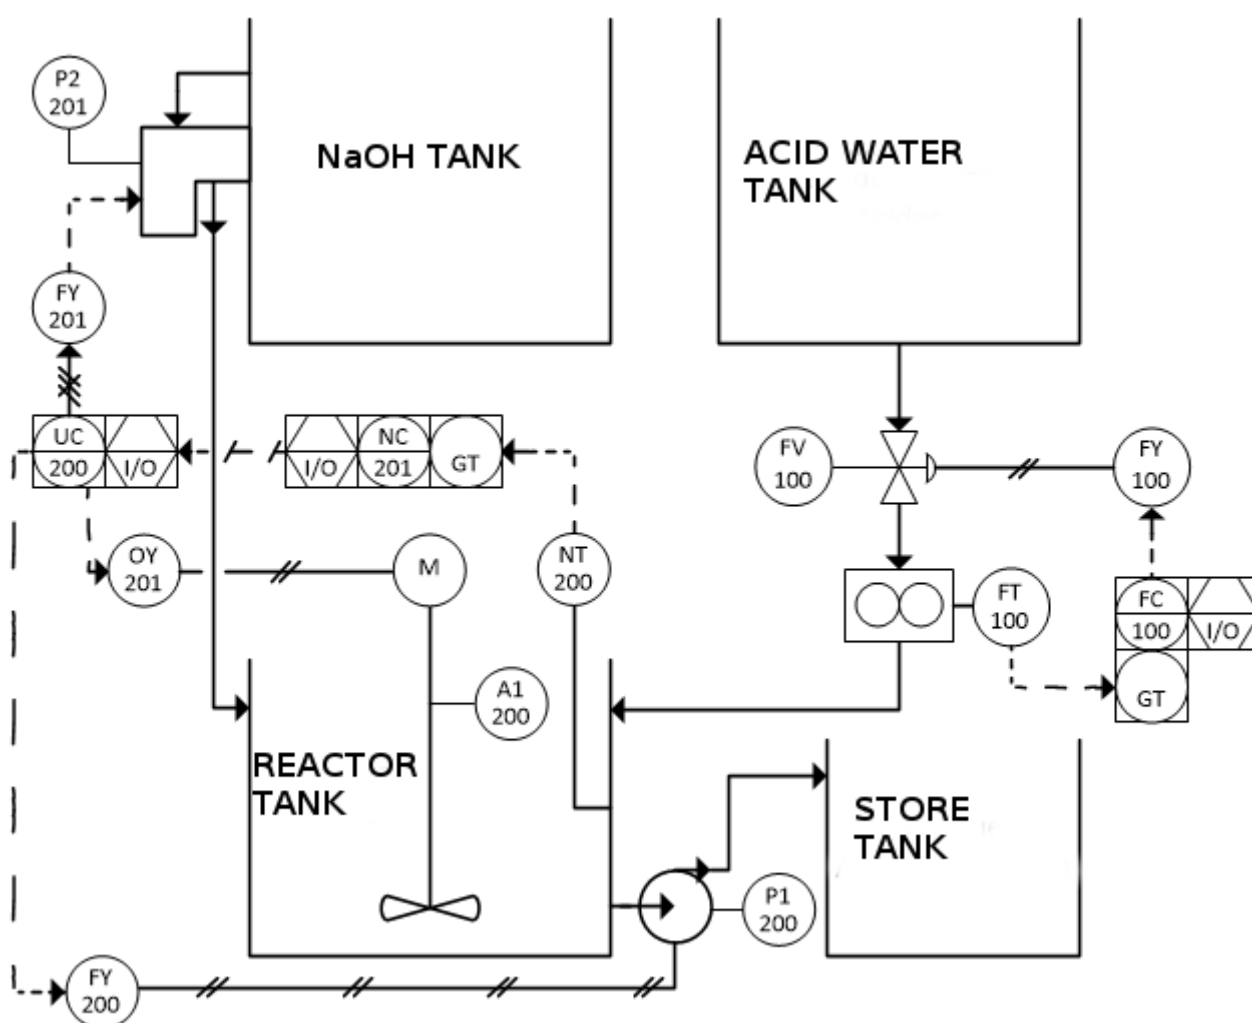 P2
201
NaOH TANK
ACID WATER
TANK
FY
201
UC
200
I/O
I/O
NC
201
GT
FV
100
FY
100
OY
201
M
NT
200
FT
100
FC
100
I/O
GT
A1
200
REACTOR
TANK
STORE
TANK
P1
200
FY
200